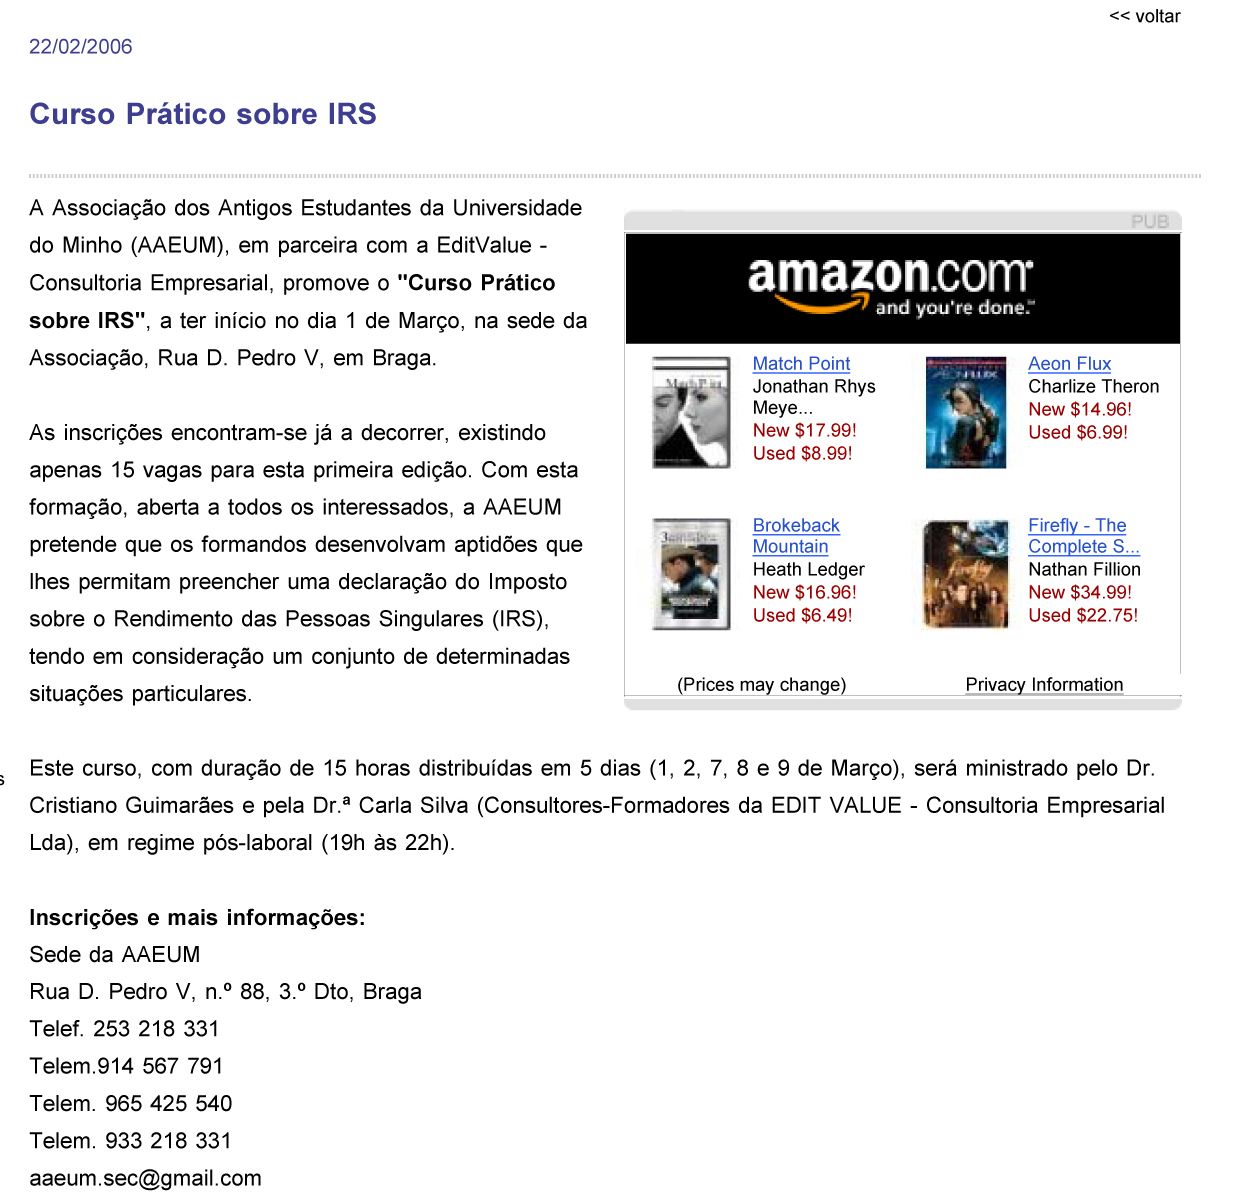 << voltar
22/02/2006
Curso Prático sobre IRS
A Associação dos Antigos Estudantes da Universidade
do Minho (AAEUM), em parceira com a EditValue -
Consultoria Empresarial, promove o "Curso Prático
sobre IRS", a ter início no dia 1 de Março, na sede da
Associação, Rua D. Pedro V, em Braga.
As inscrições encontram-se já a decorrer, existindo
apenas 15 vagas para esta primeira edição. Com esta
formação, aberta a todos os interessados, a AAEUM
pretende que os formandos desenvolvam aptidões que
lhes permitam preencher uma declaração do Imposto
sobre o Rendimento das Pessoas Singulares (IRS),
tendo em consideração um conjunto de determinadas
situações particulares.
PUB
amazon.com
and you're done.™
Match Point
Jonathan Rhys
Meye...
New $17.99!
Used $8.99!
Aeon Flux
Charlize Theron
New $14.96!
Used $6.99!
Brokeback
Mountain
Heath Ledger
New $16.96!
Used $6.49!
Firefly - The
Complete S...
Nathan Fillion
New $34.99!
Used $22.75!
(Prices may change)
Privacy Information
s
Este curso, com duração de 15 horas distribuídas em 5 dias (1, 2, 7, 8 e 9 de Março), será ministrado pelo Dr.
Cristiano Guimarães e pela Dr.ª Carla Silva (Consultores-Formadores da EDIT VALUE - Consultoria Empresarial
Lda), em regime pós-laboral (19h às 22h).
Inscrições e mais informações:
Sede da AAEUM
Rua D. Pedro V, n.º 88, 3.º Dto, Braga
Telef. 253 218 331
Telem.914 567 791
Telem. 965 425 540
Telem. 933 218 331
aaeum.sec@gmail.com